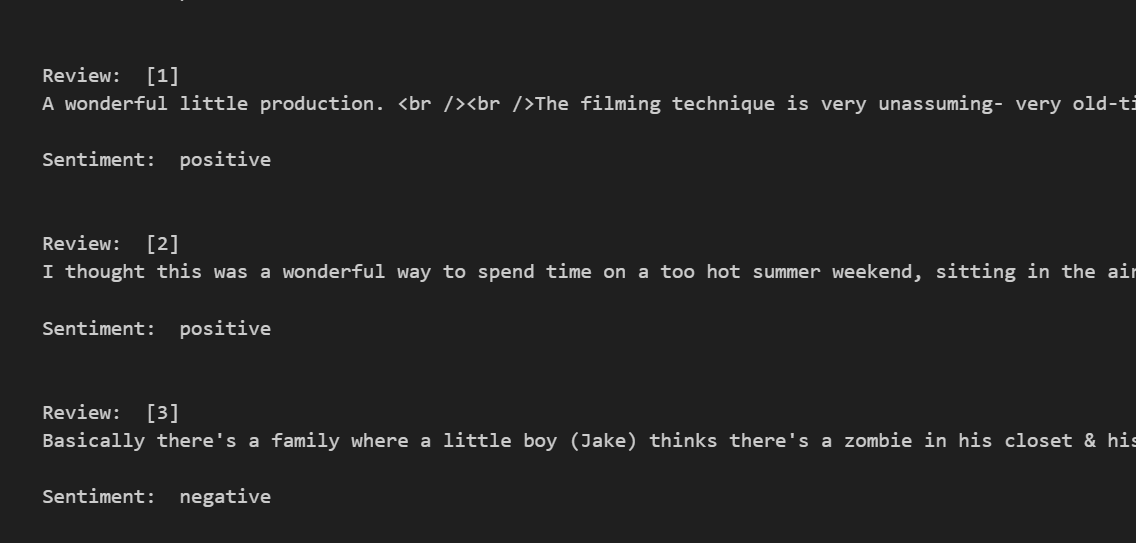 Review:  [1]
A wonderful little production. <br /><br />The filming technique is very unassuming- very old-ti
Sentiment:  positive
Review:  [2]
I thought this was a wonderful way to spend time on a too hot summer weekend, sitting in the air
Sentiment:  positive
Review:  [3]
Basically there's a family where a little boy (Jake) thinks there's a zombie in his closet & his
Sentiment:  negative